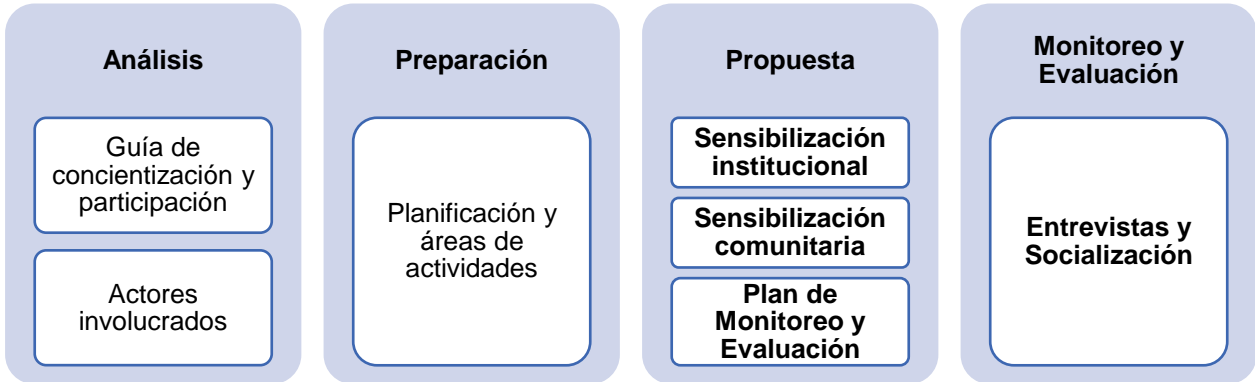 Análisis
Guía de
concientización y
participación
Actores
involucrados
Preparación
Planificación y
áreas de
actividades
Propuesta
Sensibilización
institucional
Sensibilización
comunitaria
Plan de
Monitoreo y
Evaluación
Monitoreo y
Evaluación
Entrevistas y
Socialización